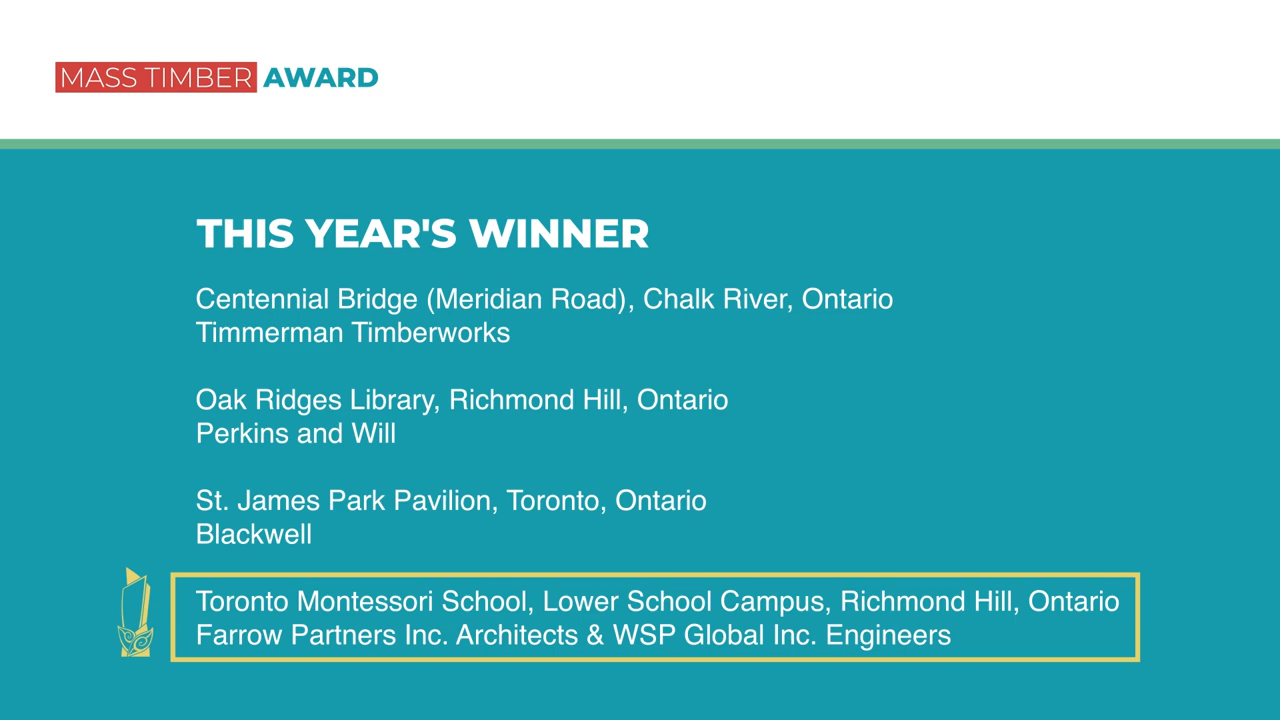 MASS TIMBER AWARD
THIS YEAR'S WINNER
Centennial Bridge (Meridian Road), Chalk River, Ontario
Timmerman Timberworks
Oak Ridges Library, Richmond Hill, Ontario
Perkins and Will
St. James Park Pavilion, Toronto, Ontario
Blackwell
Toronto Montessori School, Lower School Campus, Richmond Hill, Ontario
Farrow Partners Inc. Architects & WSP Global Inc. Engineers